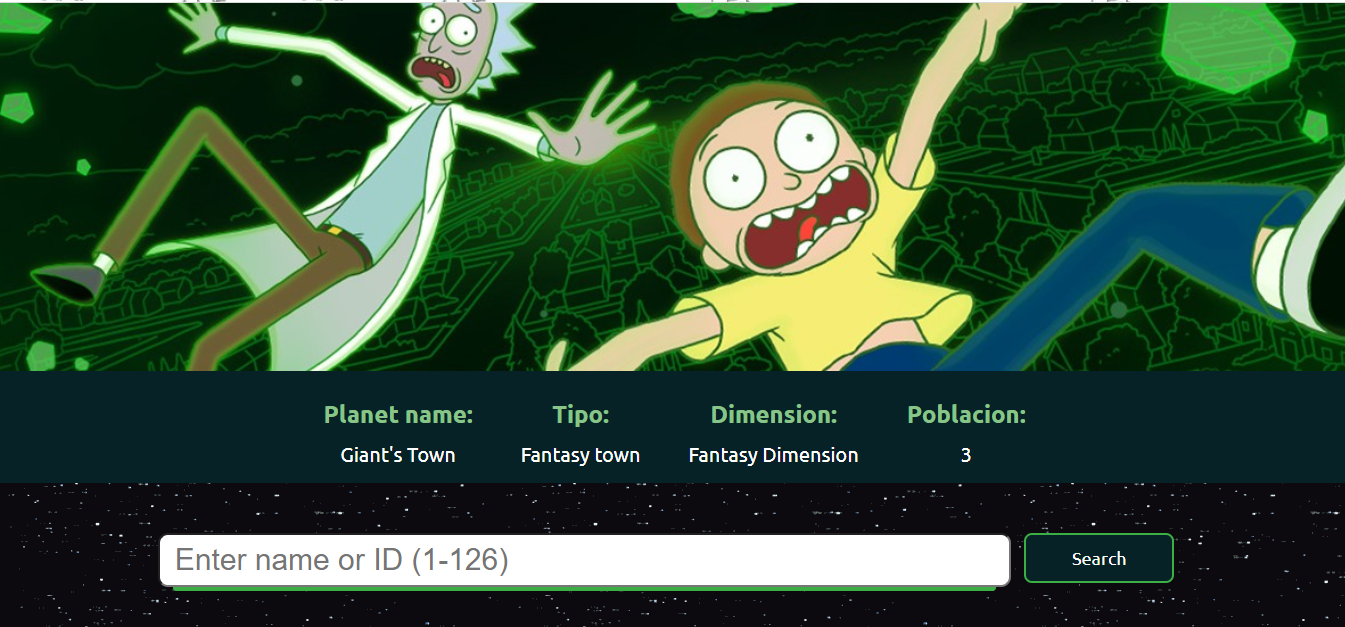 Planet name: Tipo: Dimension: Poblacion:
Giant's Town Fantasy town Fantasy Dimension 3
Enter name or ID (1-126) Search